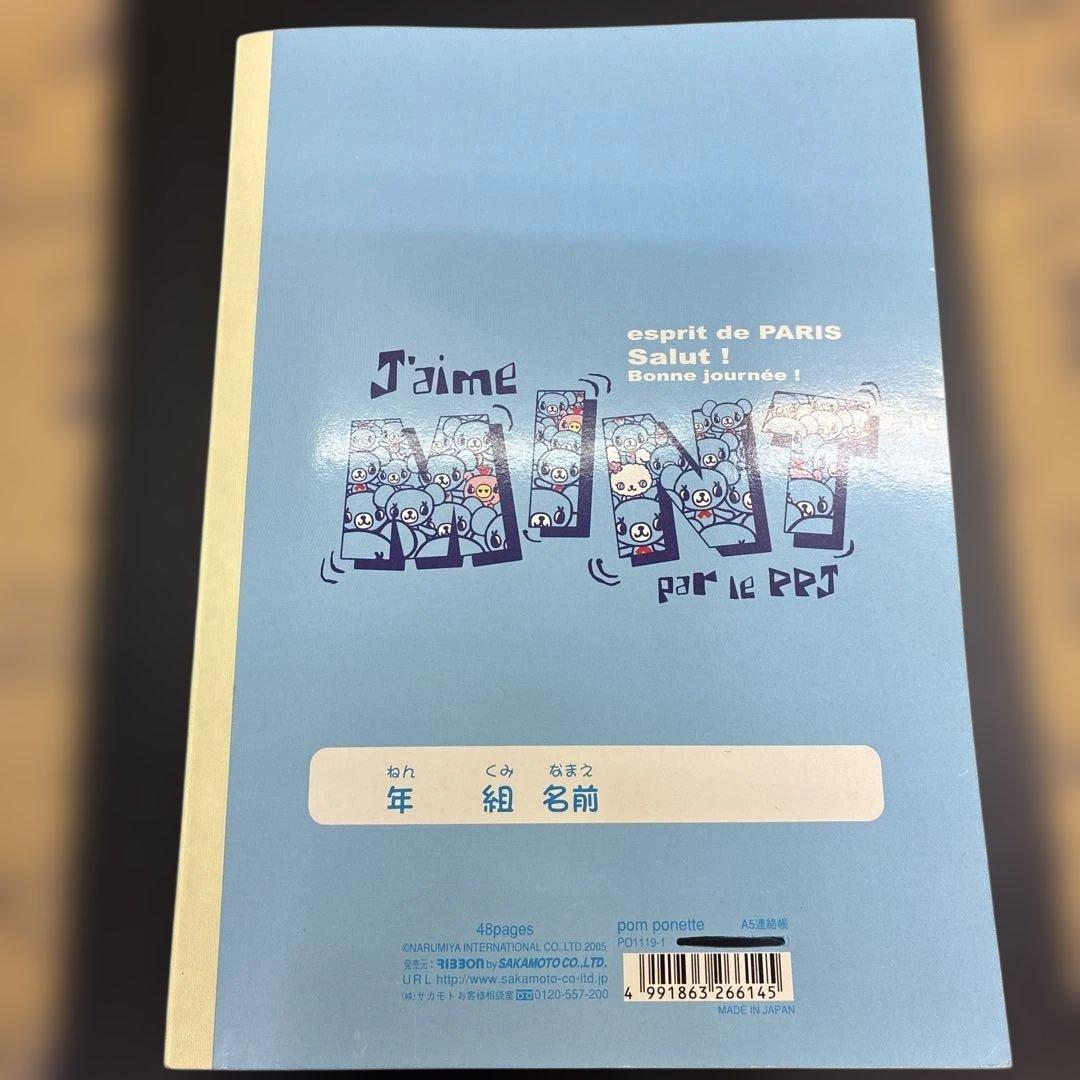 esprit de PARIS
Salut !
Bonne journée !
J'aime
MINT
par le PPJ
ねん くみ なまえ
年 組 名前
48pages
©NARUMIYA INTERNATIONAL CO.,LTD.2005
発売元：RIBBON by SAKAMOTO CO.,LTD.
URL http://www.sakamoto-co-ltd.jp
(株)サカモトお客様相談室 0120-557-200
pom ponette A5連絡帳
PO1119-1
4 991863 266145
MADE IN JAPAN